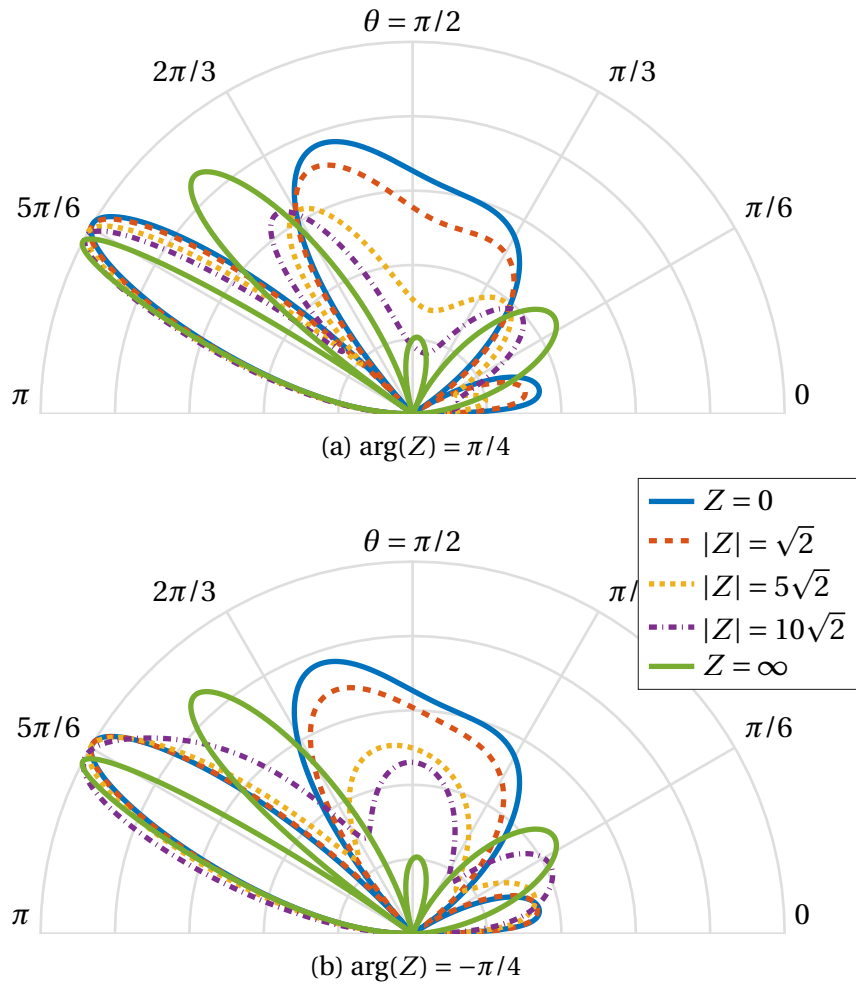 θ = π/2
2π/3
π/3
5π/6
π/6
π
0
(a) arg(Z) = π/4
Z = 0
|Z| = √2
|Z| = 5√2
|Z| = 10√2
Z = ∞
θ = π/2
2π/3
π/
5π/6
π/6
π
0
(b) arg(Z) = −π/4